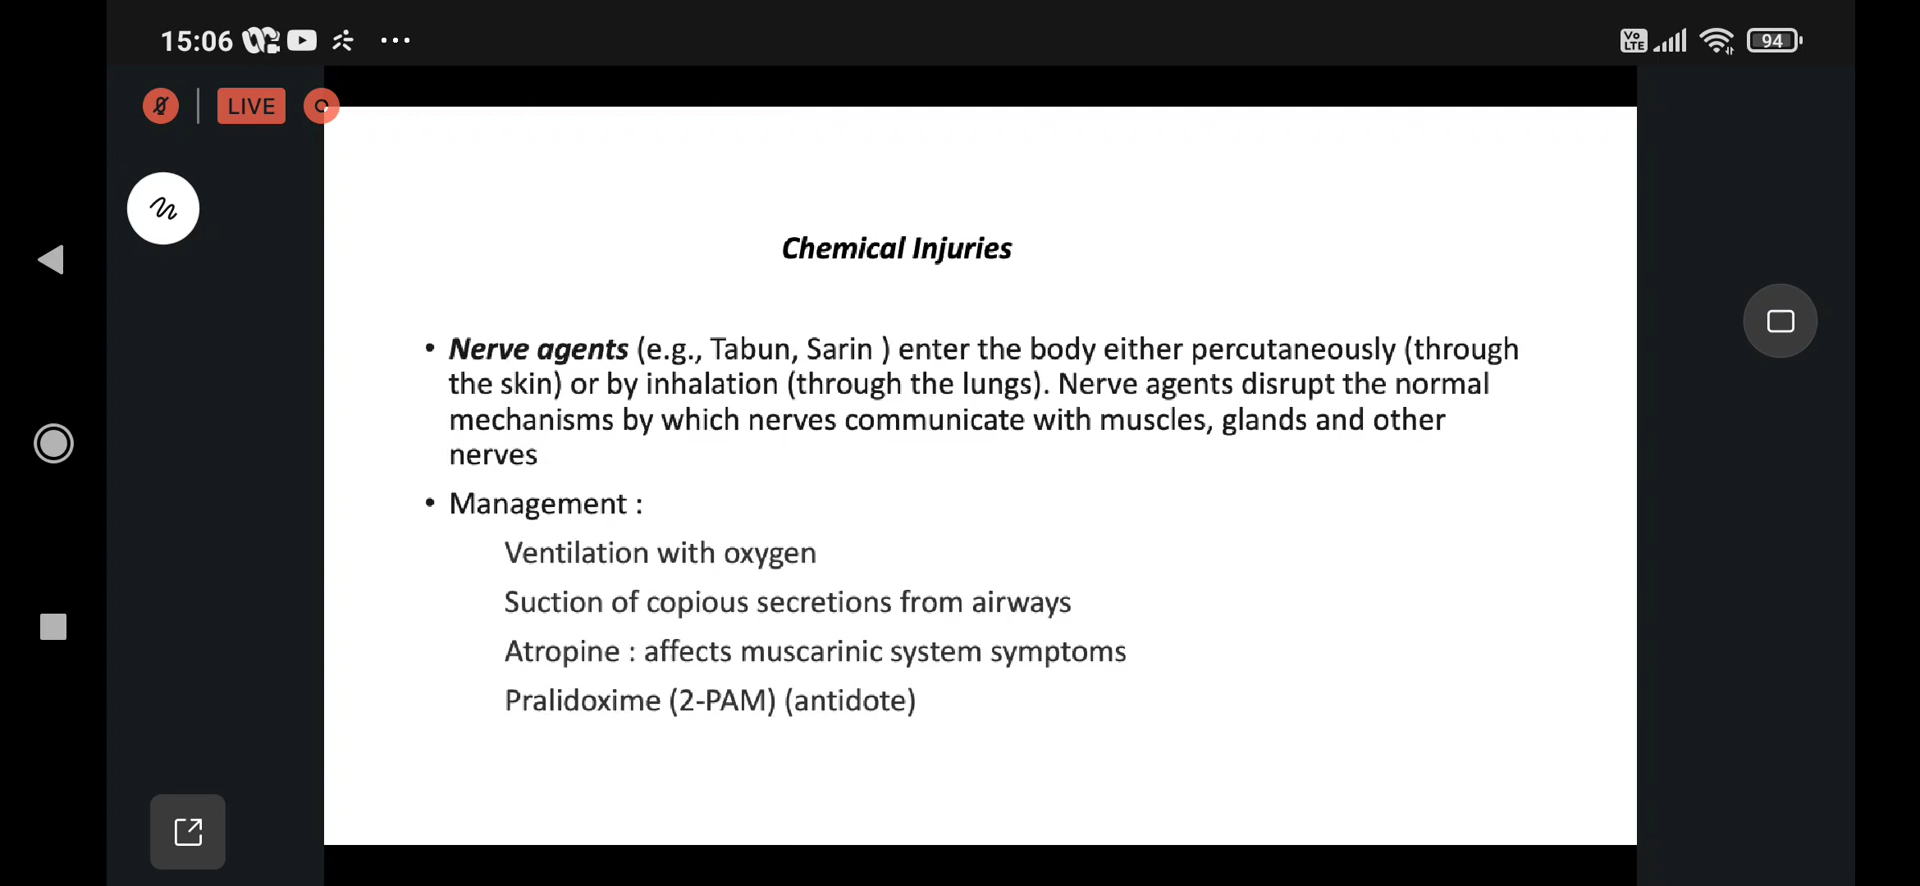 15:06
Vo LTE
94
LIVE
Chemical Injuries
• Nerve agents (e.g., Tabun, Sarin ) enter the body either percutaneously (through
the skin) or by inhalation (through the lungs). Nerve agents disrupt the normal
mechanisms by which nerves communicate with muscles, glands and other
nerves
• Management :
Ventilation with oxygen
Suction of copious secretions from airways
Atropine : affects muscarinic system symptoms
Pralidoxime (2-PAM) (antidote)